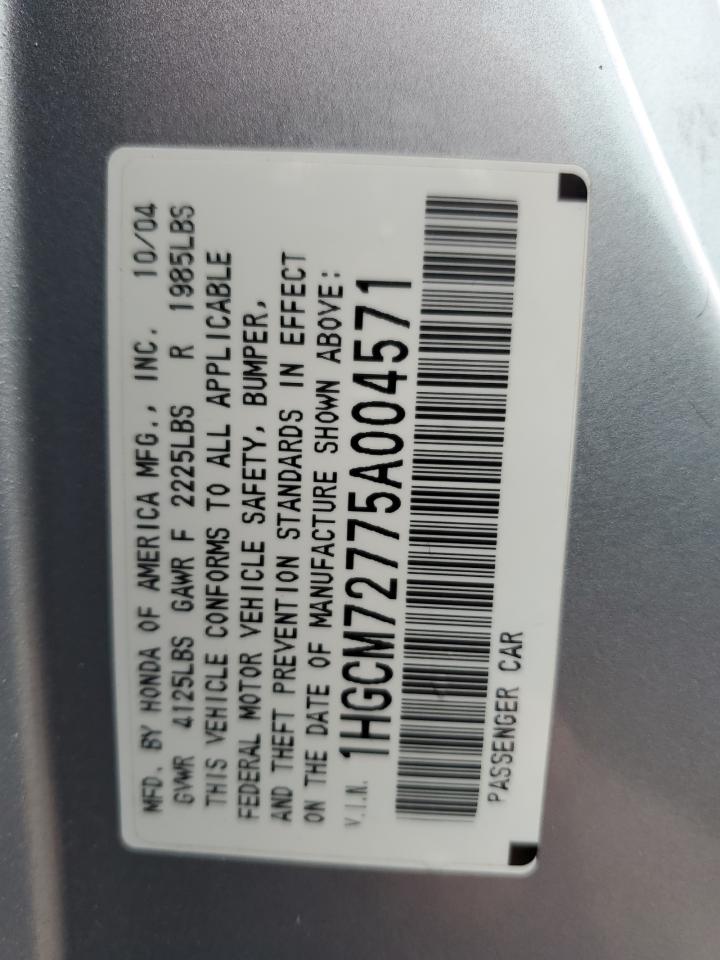 MFD. BY HONDA OF AMERICA MFG., INC. 10/04
GVWR 4125LBS GAWR F 2225LBS R 1985LBS
THIS VEHICLE CONFORMS TO ALL APPLICABLE
FEDERAL MOTOR VEHICLE SAFETY, BUMPER,
AND THEFT PREVENTION STANDARDS IN EFFECT
ON THE DATE OF MANUFACTURE SHOWN ABOVE:
V.I.N. 1HGCM72775A004571
PASSENGER CAR